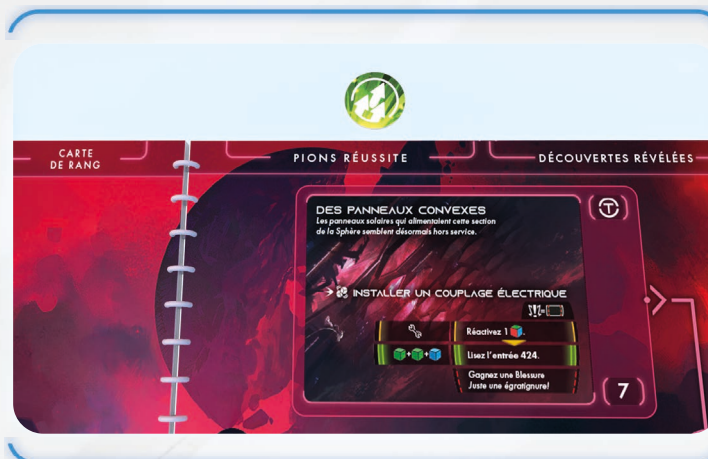 CARTE
DE RANG
PIONS RÉUSSITE
DÉCOUVERTES RÉVÉLÉES
DES PANNEAUX CONVEXES
Les panneaux solaires qui alimentaient cette section
de la Sphère semblent désormais hors service.
T
INSTALLER UN COUPLAGE ÉLECTRIQUE
Réactivez 1 .
+ +
Lisez l'entrée 424.
Gagnez une Blessure
Juste une égratignure!
7